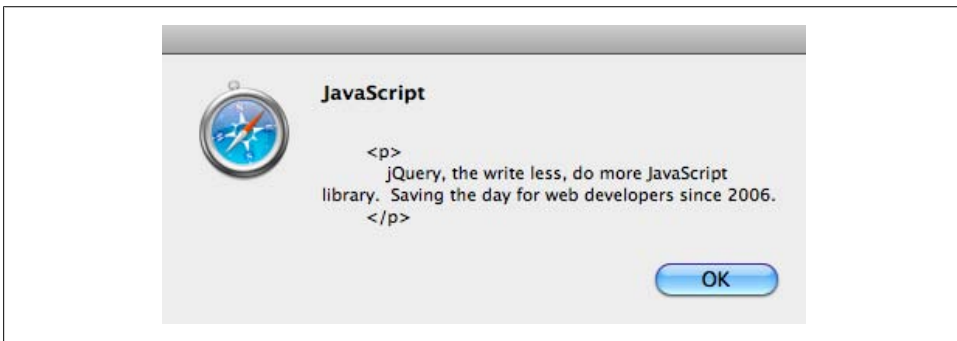 JavaScript
<p>
jQuery, the write less, do more JavaScript
library. Saving the day for web developers since 2006.
</p>
OK